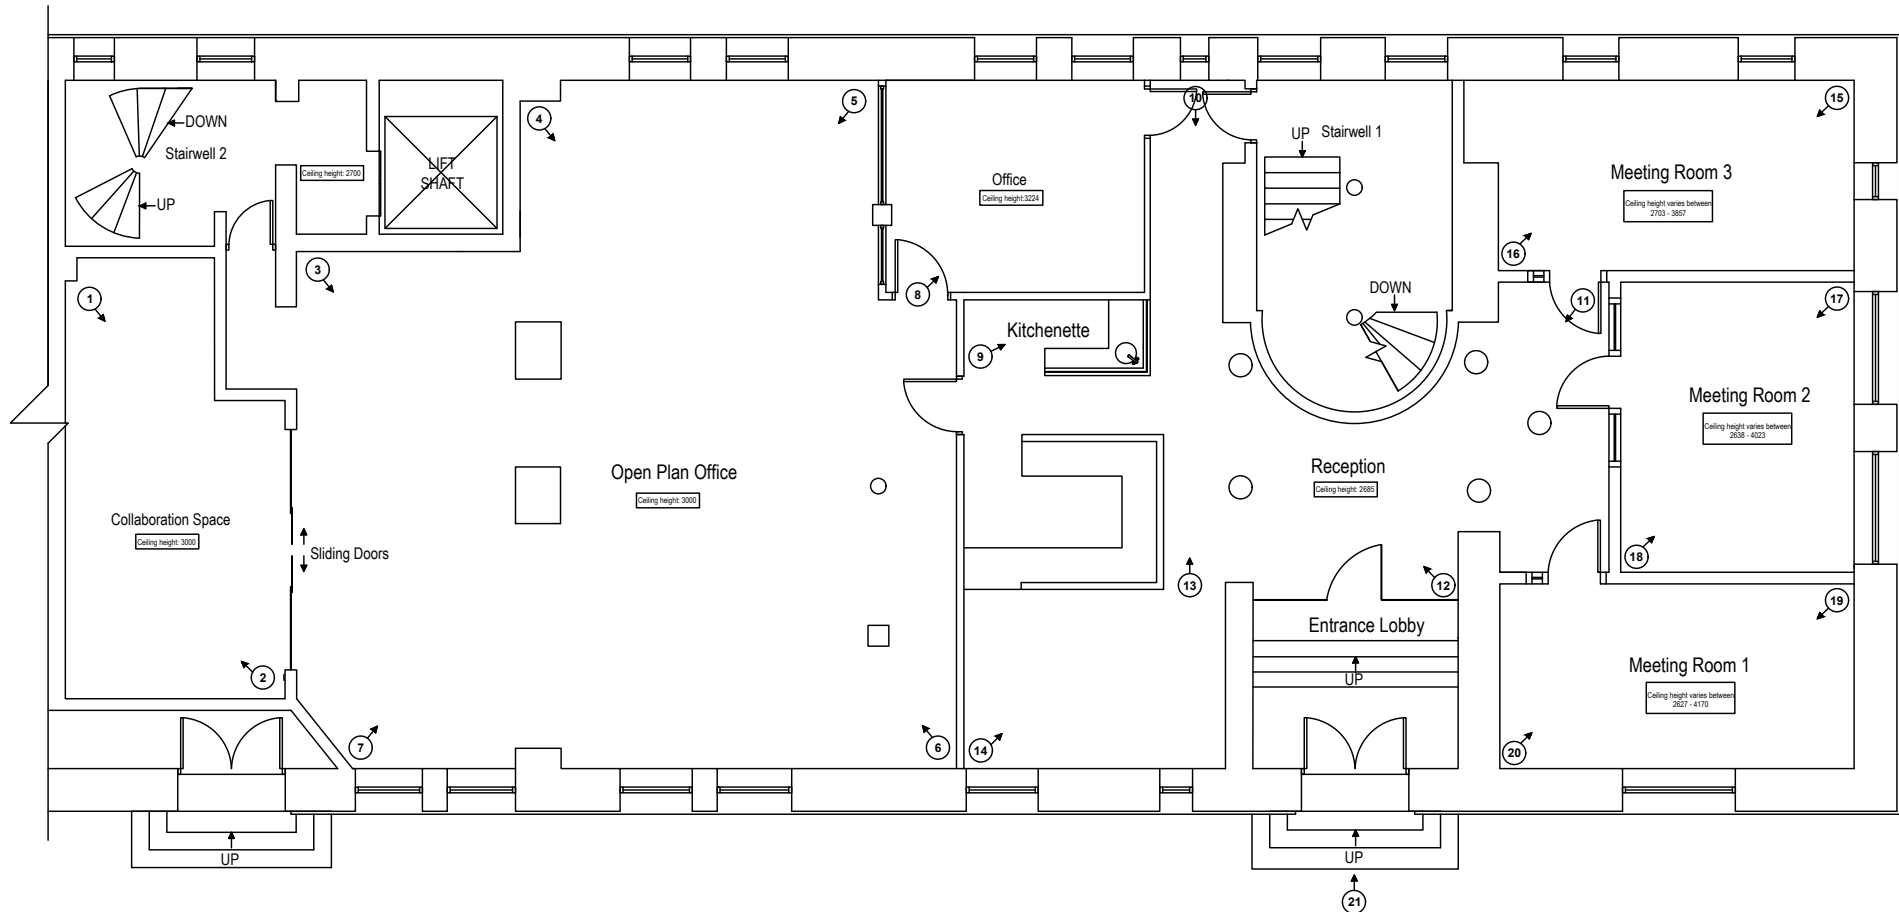 15
5
10
4
DOWN
Stairwell 2
UP
Stairwell 1
LIFT
SHAFT
Ceiling height: 2700
Office
Ceiling height:3224
Meeting Room 3
Ceiling height varies between
2703 - 3857
UP
16
3
8
1
DOWN
11
17
Kitchenette
9
Meeting Room 2
Ceiling height varies between
2638 - 4023
Open Plan Office
Ceiling height: 3000
Reception
Ceiling height: 2685
Collaboration Space
Ceiling height: 3000
Sliding Doors
18
13
12
19
Entrance Lobby
UP
Meeting Room 1
Ceiling height varies between
2627 - 4170
2
7
6
14
20
UP
UP
21